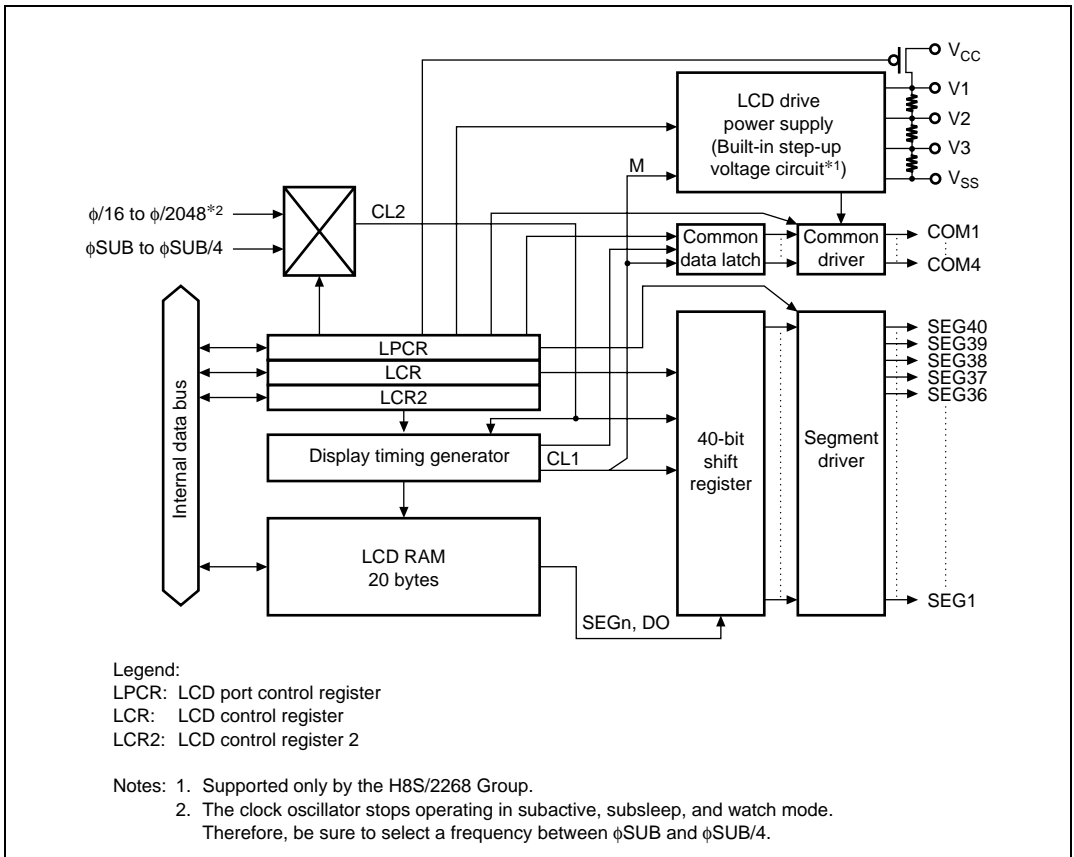 V_CC
V1
LCD drive
power supply
(Built-in step-up
voltage circuit*1)
V2
V3
V_SS
M
ϕ/16 to ϕ/2048*2
ϕSUB to ϕSUB/4
CL2
Common
data latch
Common
driver
COM1
COM4
Internal data bus
LPCR
LCR
LCR2
Display timing generator
CL1
LCD RAM
20 bytes
SEGn, DO
40-bit
shift
register
Segment
driver
SEG40
SEG39
SEG38
SEG37
SEG36
SEG1
Legend:
LPCR: LCD port control register
LCR: LCD control register
LCR2: LCD control register 2
Notes: 1. Supported only by the H8S/2268 Group.
2. The clock oscillator stops operating in subactive, subsleep, and watch mode.
Therefore, be sure to select a frequency between ϕSUB and ϕSUB/4.